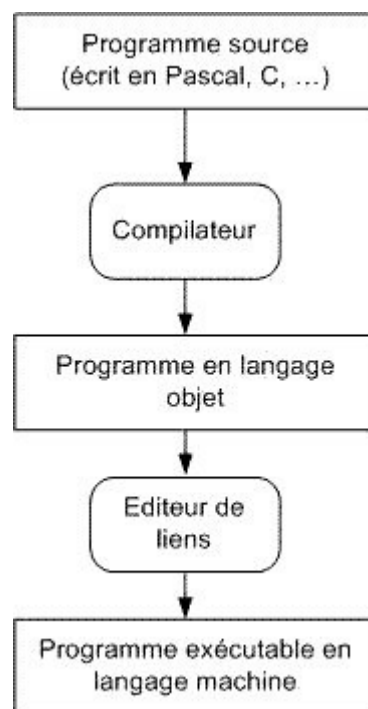 Programme source
(écrit en Pascal, C, …)
Compilateur
Programme en langage
objet
Editeur de
liens
Programme exécutable en
langage machine